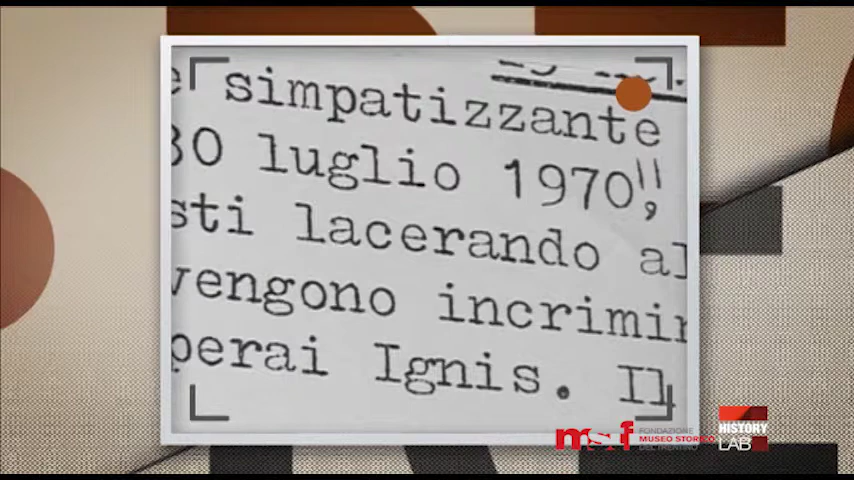 e simpatizzante
30 luglio 1970",
sti lacerando al
vengono incrimin
perai Ignis. Il
msf FONDAZIONE
MUSEO STORICO
DEL TRENTINO
HISTORY
LAB